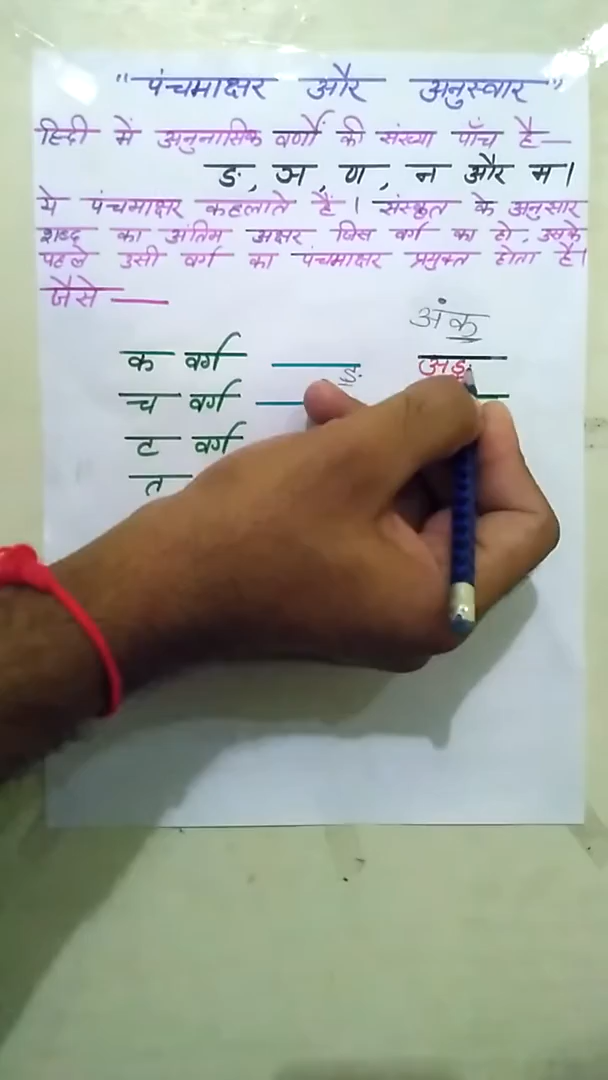 "पंचमाक्षर और अनुस्वार"
हिन्दी में अनुनासिक वर्णों की संख्या पाँच है—
ङ, ञ, ण, न और म।
ये पंचमाक्षर कहलाते हैं। संस्कृत के अनुसार
शब्द का अंतिम अक्षर जिस वर्ग का हो, उसके
पहले उसी वर्ग का पंचमाक्षर प्रयुक्त होता है।
जैसे —
अंक
क वर्ग — ङ
च वर्ग —
ट वर्ग
त